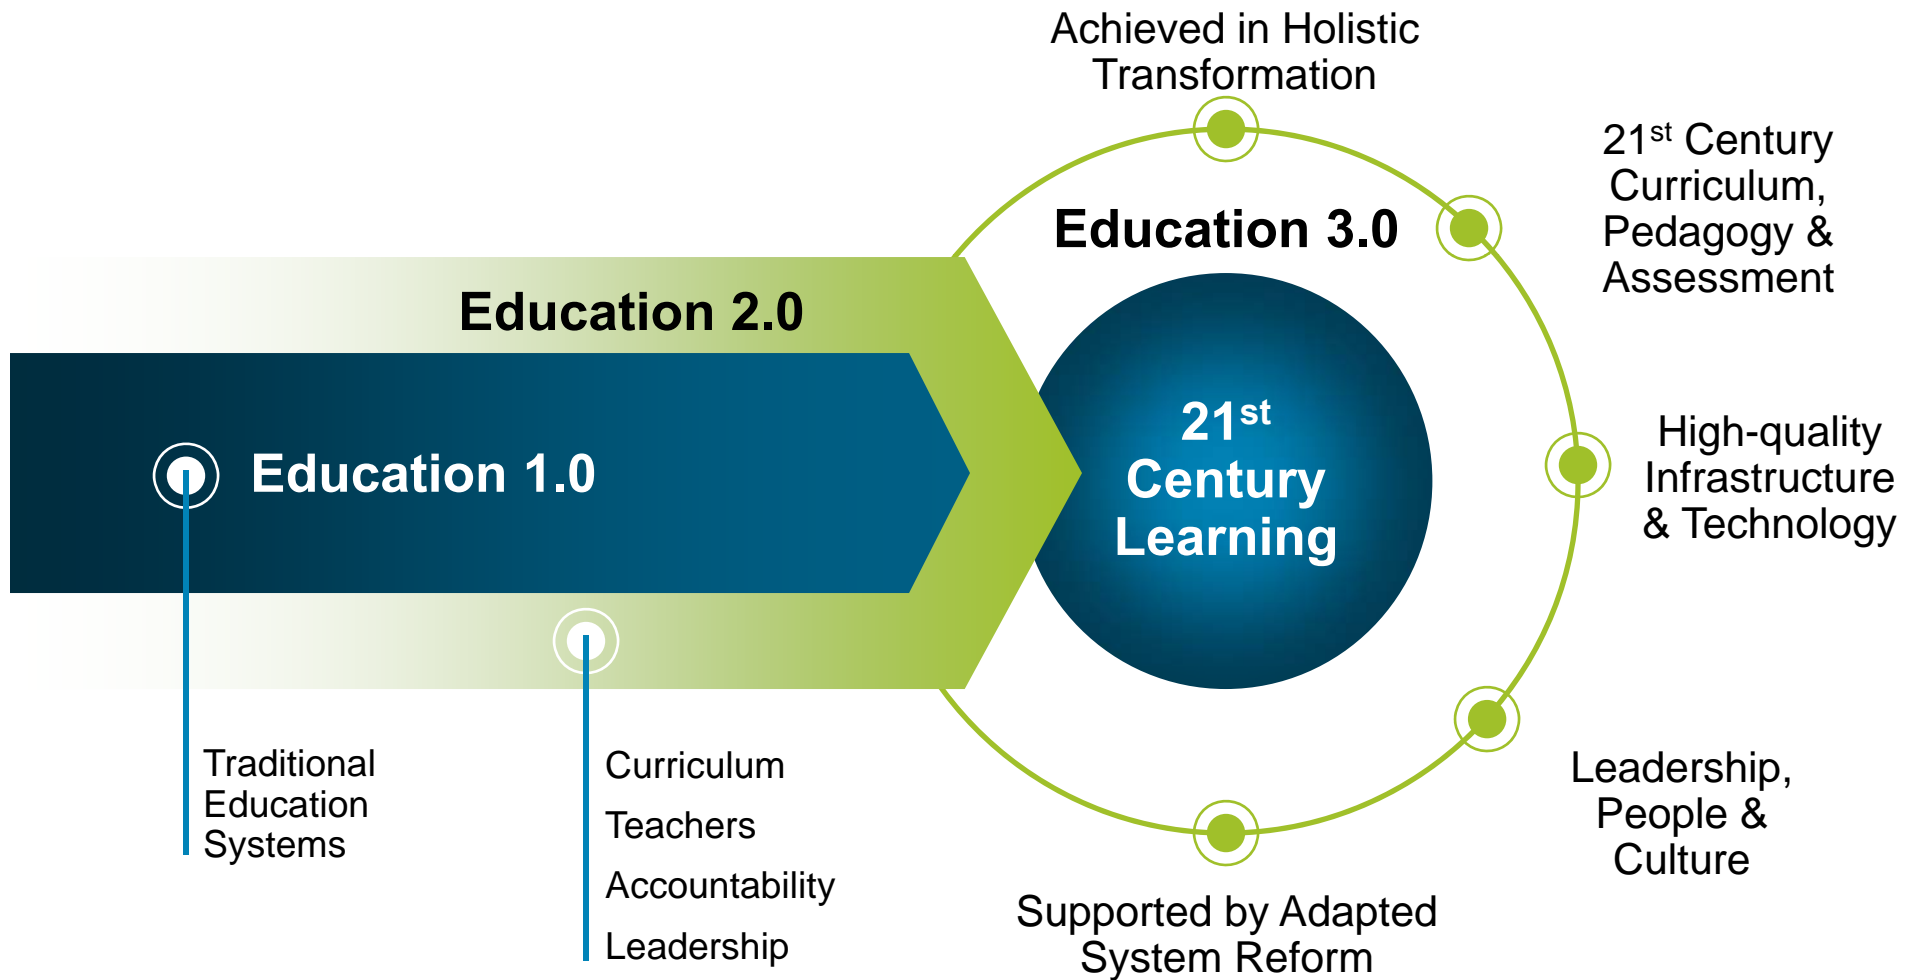 Achieved in Holistic
Transformation
21st Century
Curriculum,
Pedagogy &
Assessment
Education 3.0
Education 2.0
21st
Century
Learning
Education 1.0
High-quality
Infrastructure
& Technology
Traditional
Education
Systems
Curriculum
Teachers
Accountability
Leadership
Leadership,
People &
Culture
Supported by Adapted
System Reform